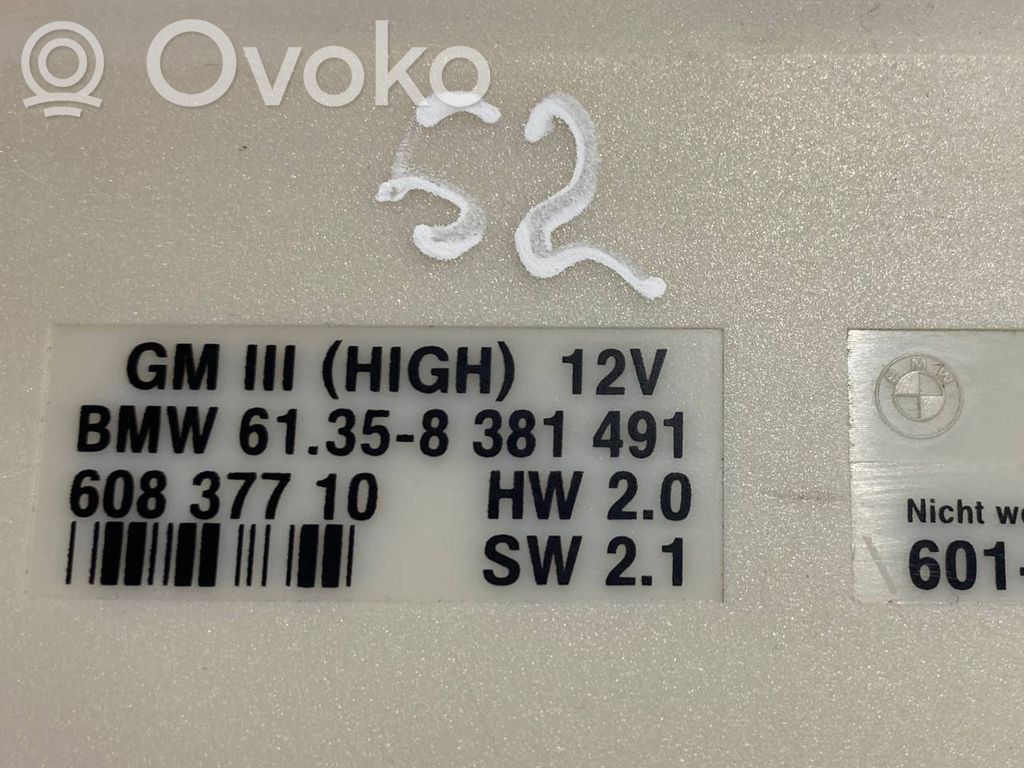 Ovoko
52
GM III (HIGH) 12V
BMW 61.35-8 381 491
608 377 10 HW 2.0
SW 2.1
BMW
Nicht
601-